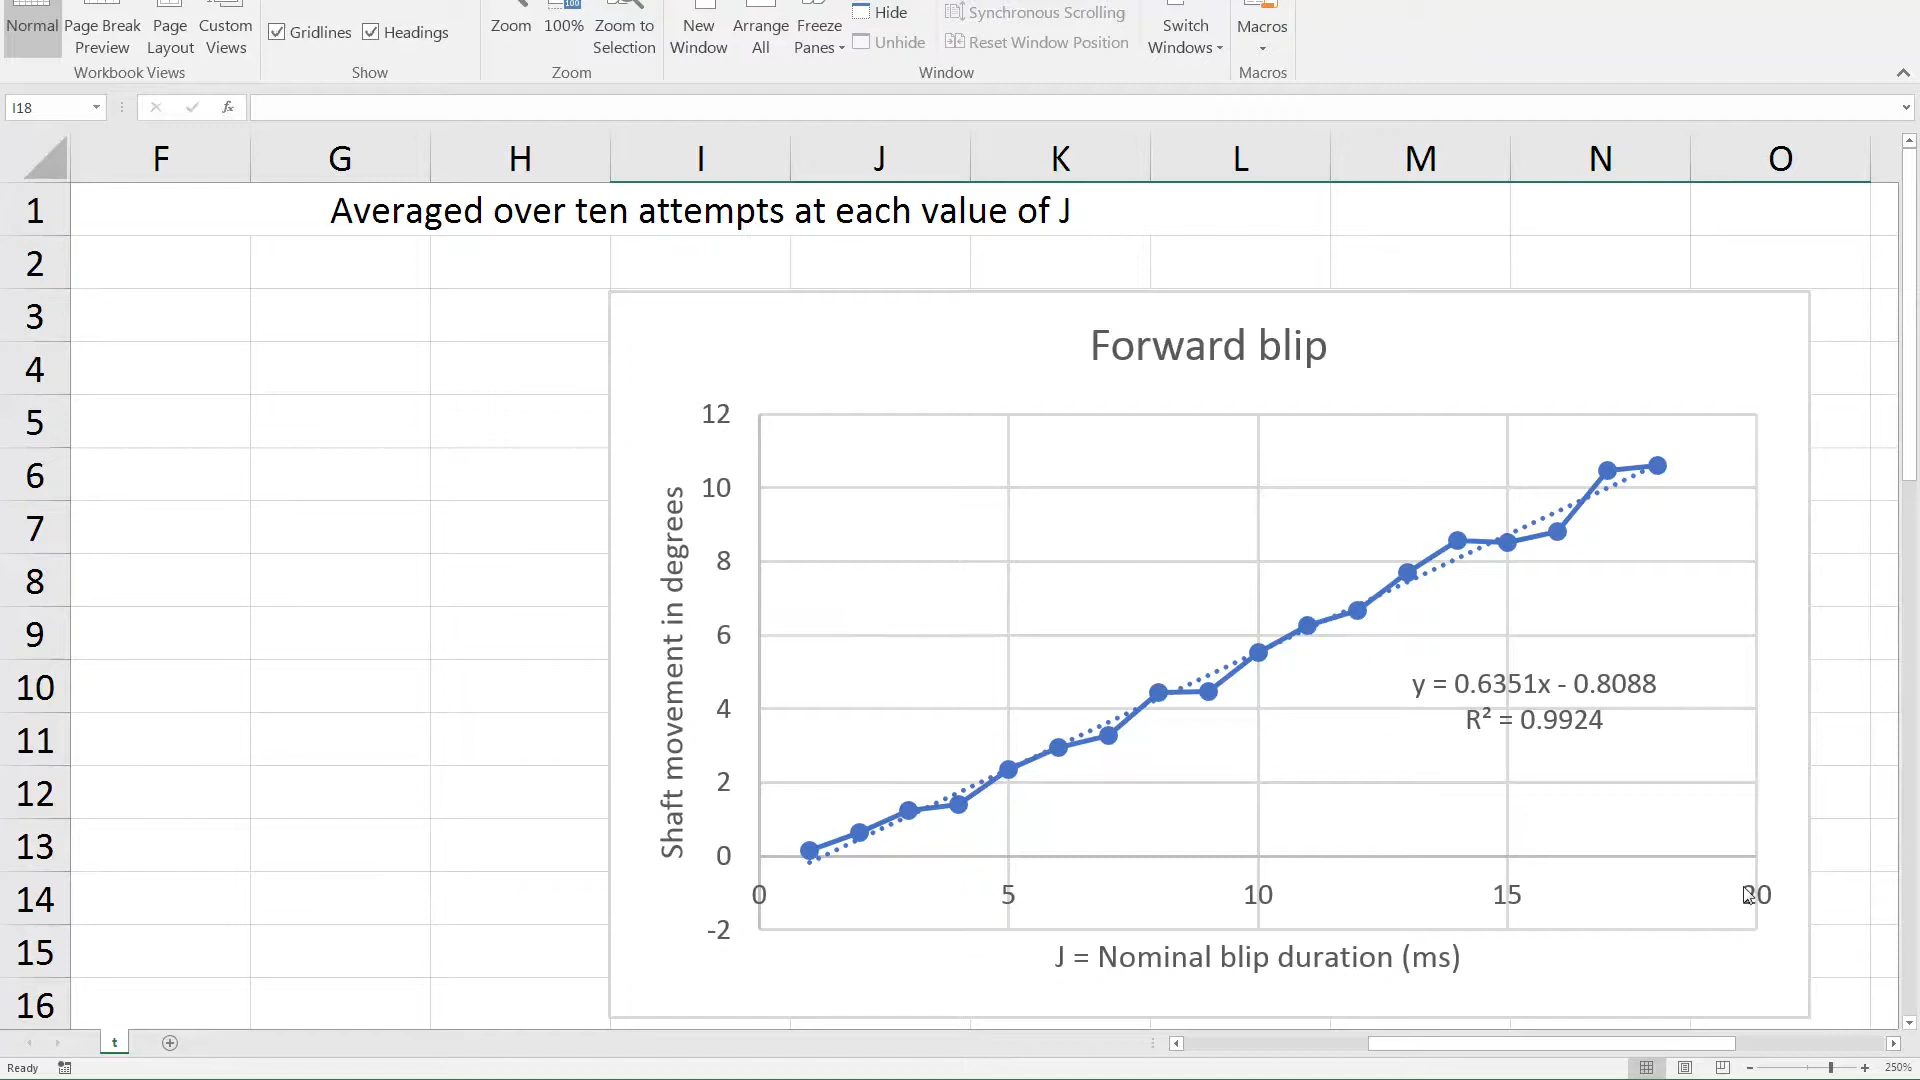 Normal Page Break Preview Page Layout Custom Views
Workbook Views
Gridlines Headings
Show
Zoom 100% Zoom to Selection
100
Zoom
New Window Arrange All Freeze Panes
Hide
Unhide
Synchronous Scrolling
Reset Window Position
Switch Windows
Window
Macros
Macros
I18
fx
F G H I J K L M N O
1
Averaged over ten attempts at each value of J
2
3
4
5
6
7
8
9
10
11
12
13
14
15
16
Forward blip
12
10
8
6
4
2
0
-2
Shaft movement in degrees
y = 0.6351x - 0.8088
R² = 0.9924
0 5 10 15 20
J = Nominal blip duration (ms)
t
Ready
250%